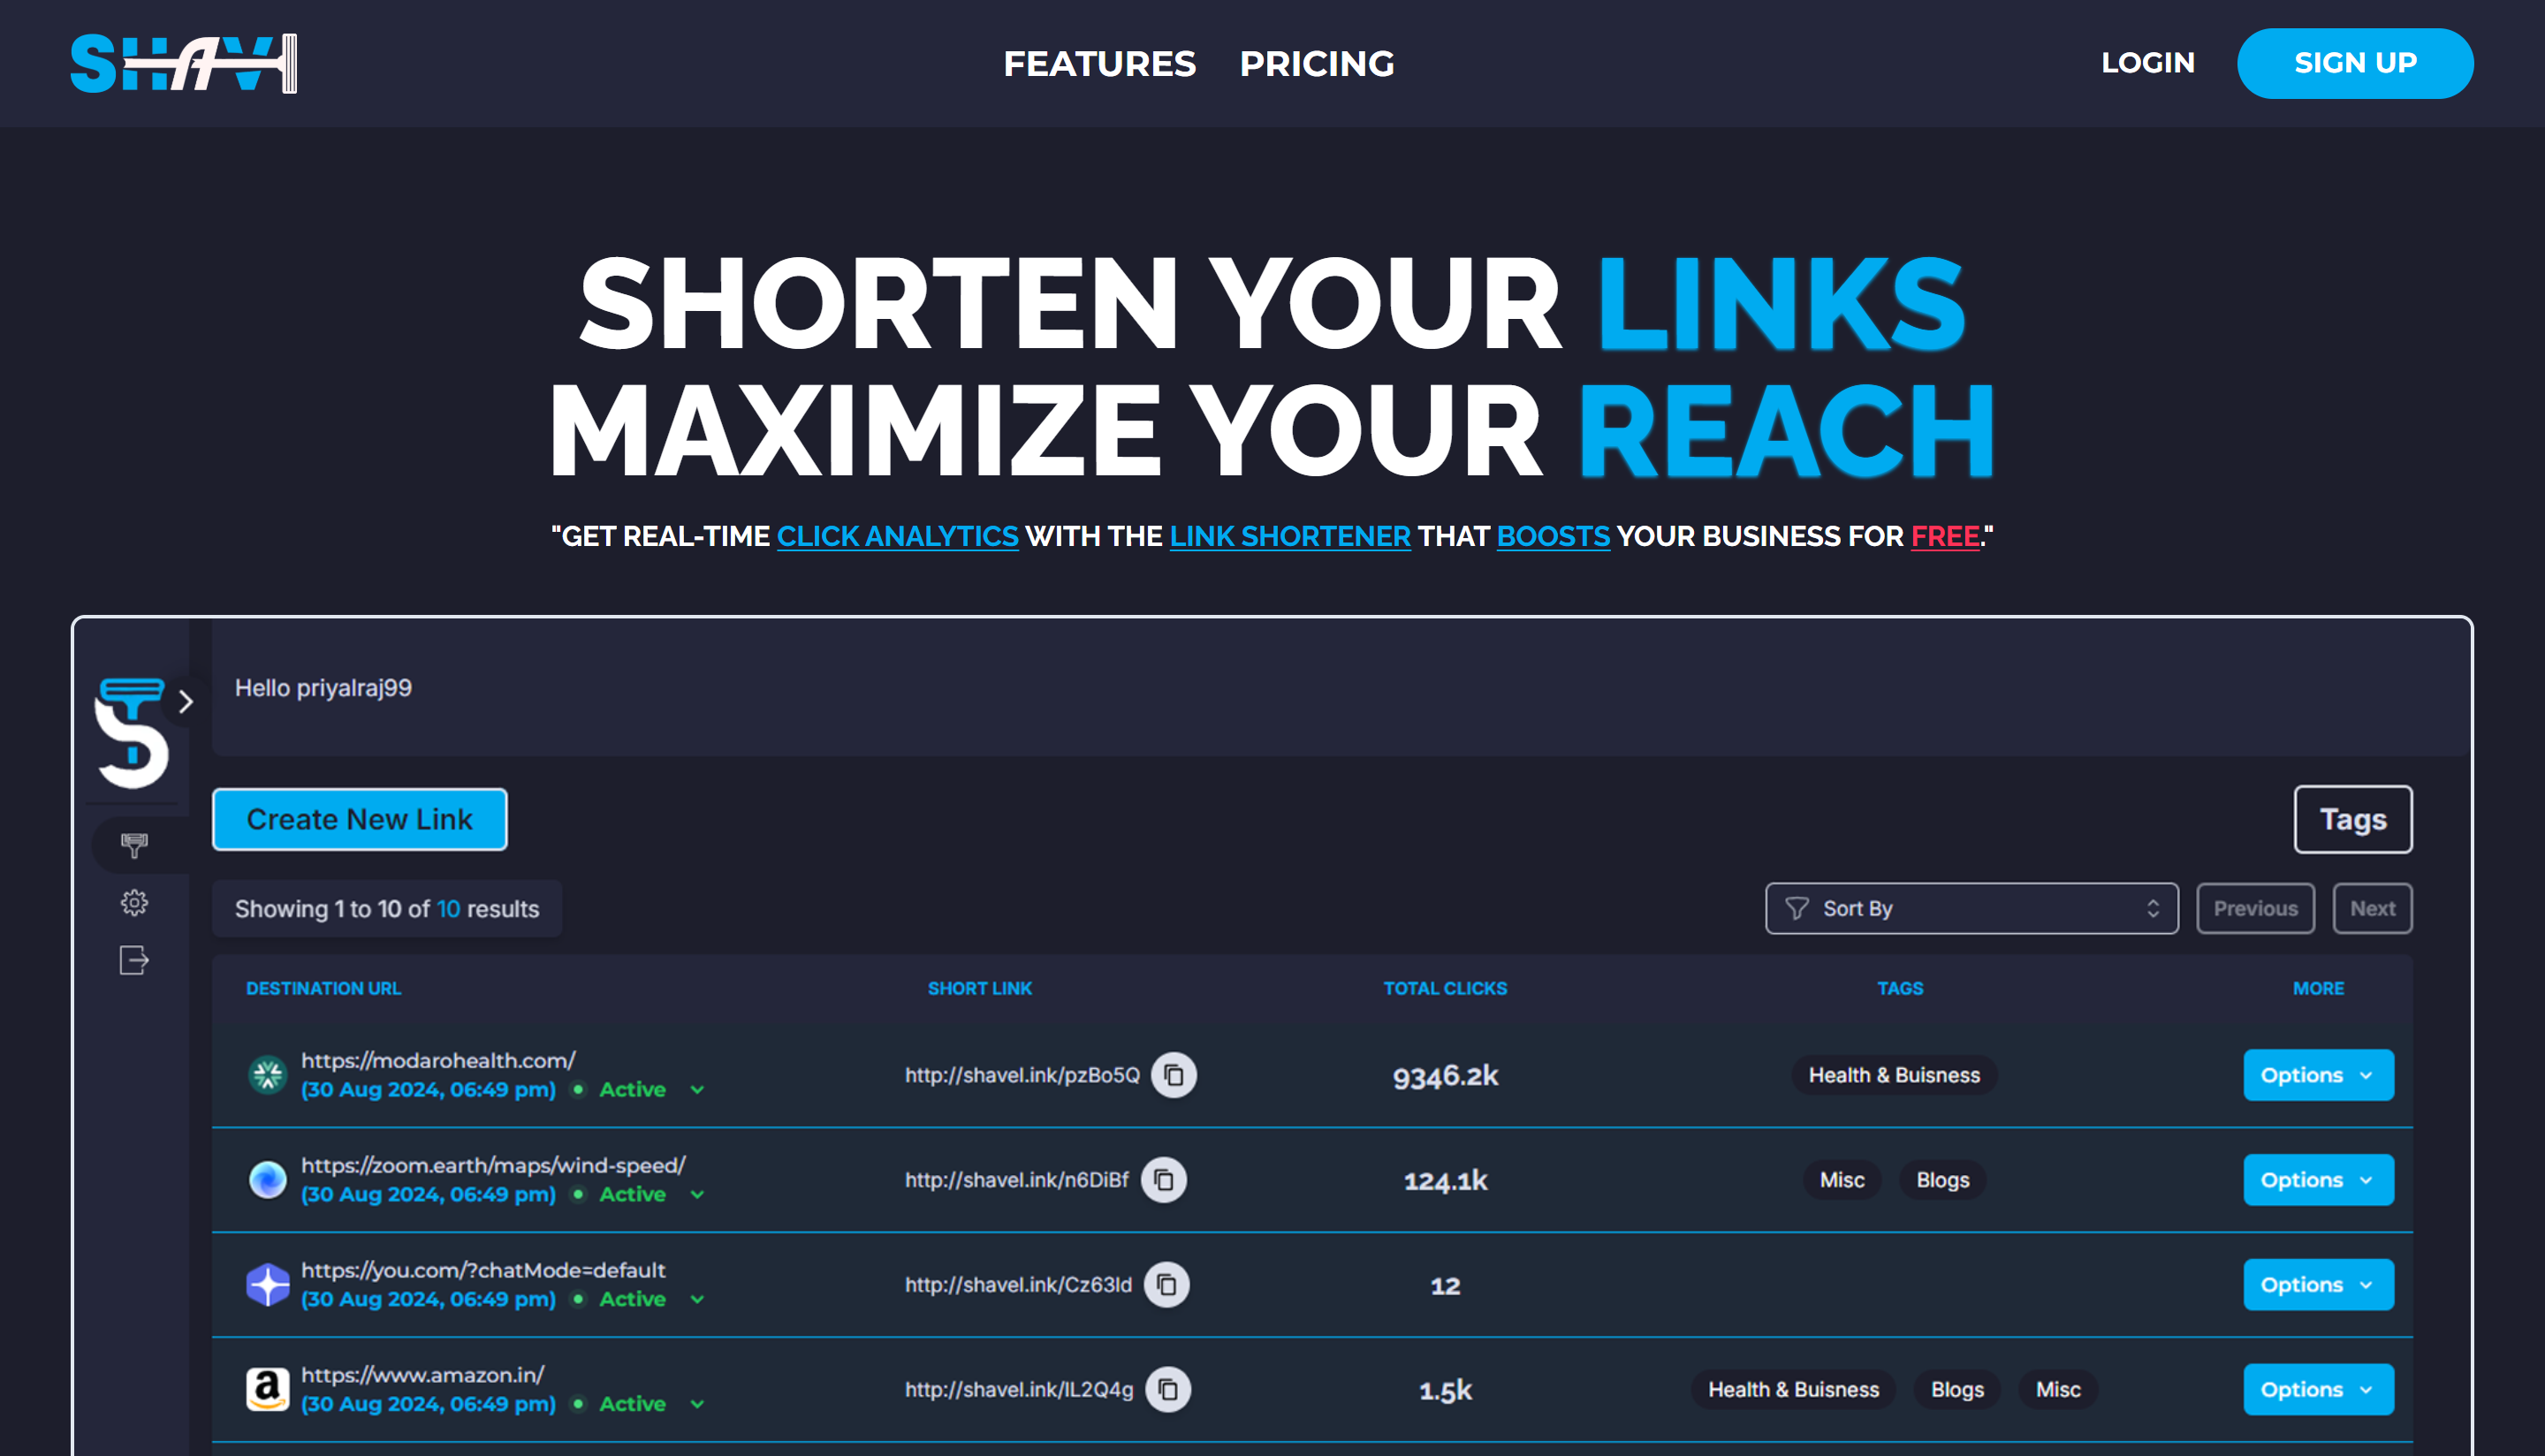 SHAV
FEATURES PRICING
LOGIN SIGN UP
SHORTEN YOUR LINKS
MAXIMIZE YOUR REACH
"GET REAL-TIME CLICK ANALYTICS WITH THE LINK SHORTENER THAT BOOSTS YOUR BUSINESS FOR FREE."
Hello priyalraj99
Create New Link
Tags
Showing 1 to 10 of 10 results
Sort By
Previous
Next
DESTINATION URL SHORT LINK TOTAL CLICKS TAGS MORE
https://modarohealth.com/
(30 Aug 2024, 06:49 pm) Active
http://shavel.ink/pzBo5Q
9346.2k
Health & Buisness
Options
https://zoom.earth/maps/wind-speed/
(30 Aug 2024, 06:49 pm) Active
http://shavel.ink/n6DiBf
124.1k
Misc Blogs
Options
https://you.com/?chatMode=default
(30 Aug 2024, 06:49 pm) Active
http://shavel.ink/Cz63ld
12
Options
https://www.amazon.in/
(30 Aug 2024, 06:49 pm) Active
http://shavel.ink/lL2Q4g
1.5k
Health & Buisness Blogs Misc
Options